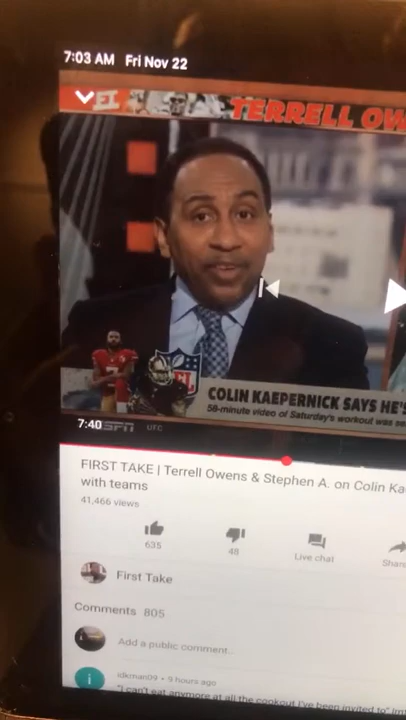 7:03 AM Fri Nov 22
TERRELL OW
COLIN KAEPERNICK SAYS HE'S
58-minute video of Saturday's workout was se
7:40 ESPN UFC
FIRST TAKE | Terrell Owens & Stephen A. on Colin Ka
with teams
41,466 views
635
48
Live chat
Share
First Take
Comments 805
Add a public comment...
i
idkman09 • 9 hours ago
"I can't eat anymore at all the cookout I've been invited to"